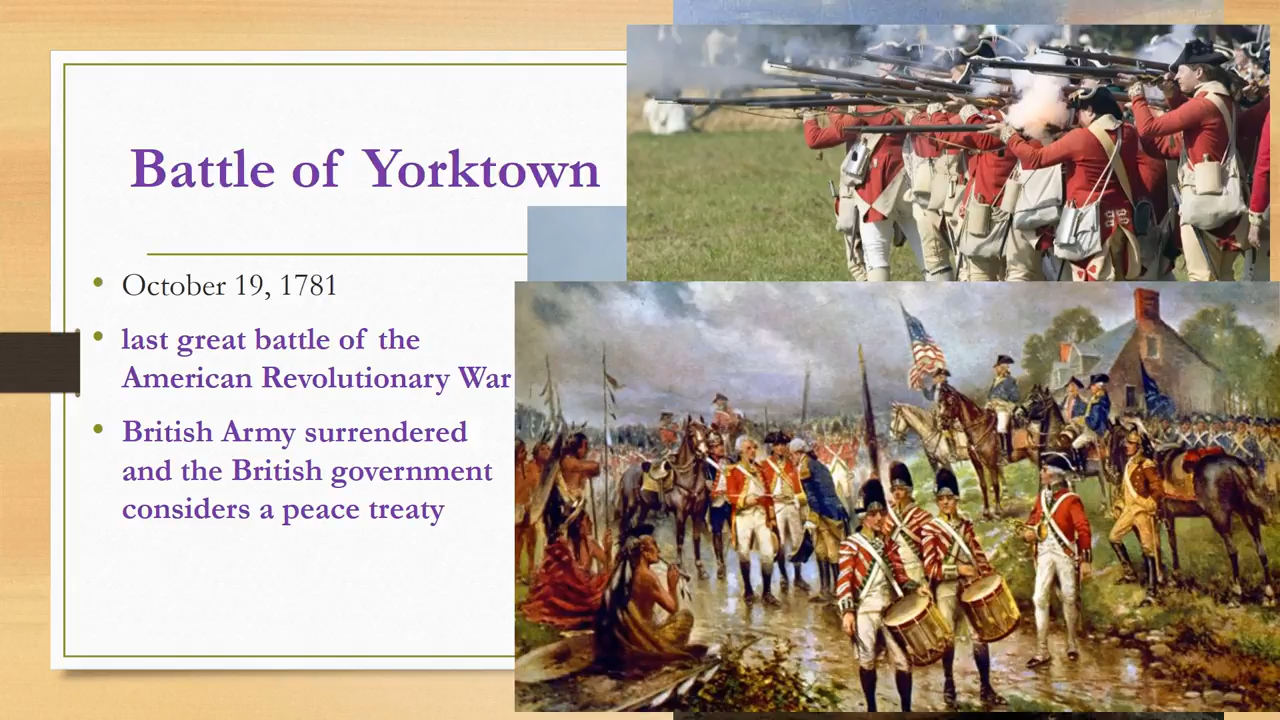 Battle of Yorktown
• October 19, 1781
• last great battle of the
American Revolutionary War
• British Army surrendered
and the British government
considers a peace treaty